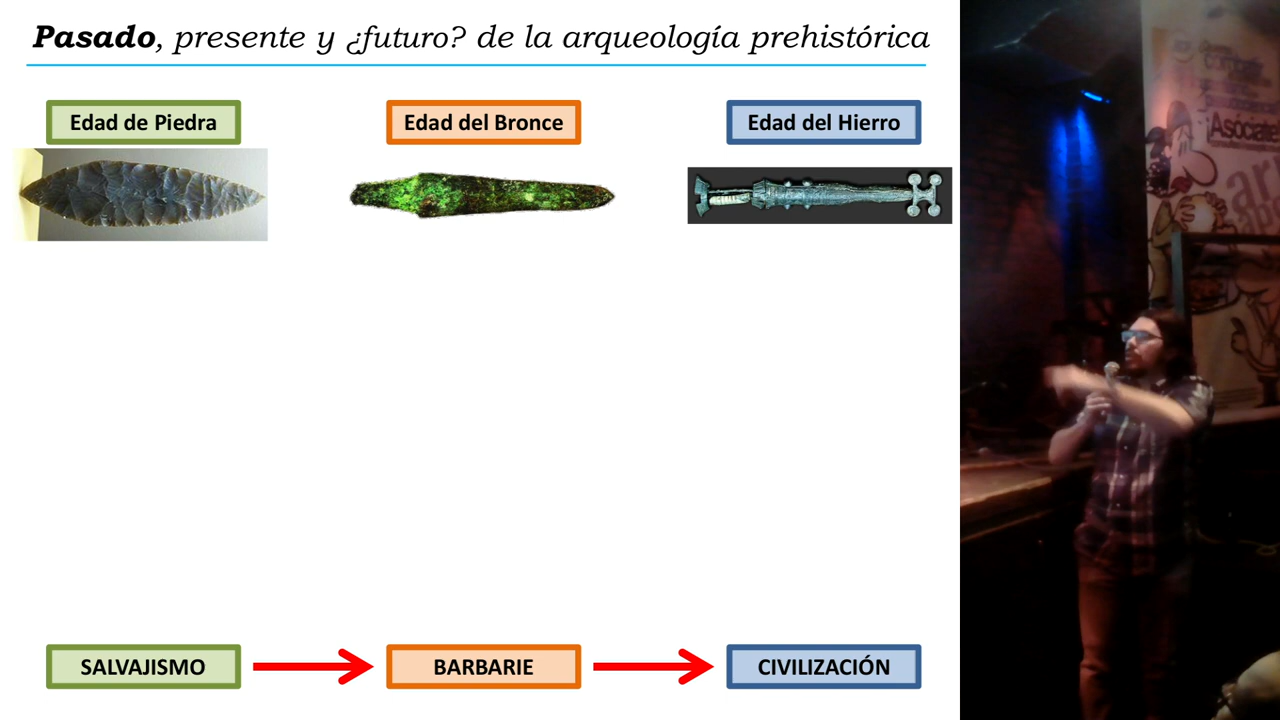 Pasado, presente y ¿futuro? de la arqueología prehistórica
Edad de Piedra
Edad del Bronce
Edad del Hierro
SALVAJISMO
BARBARIE
CIVILIZACIÓN
Asóciate